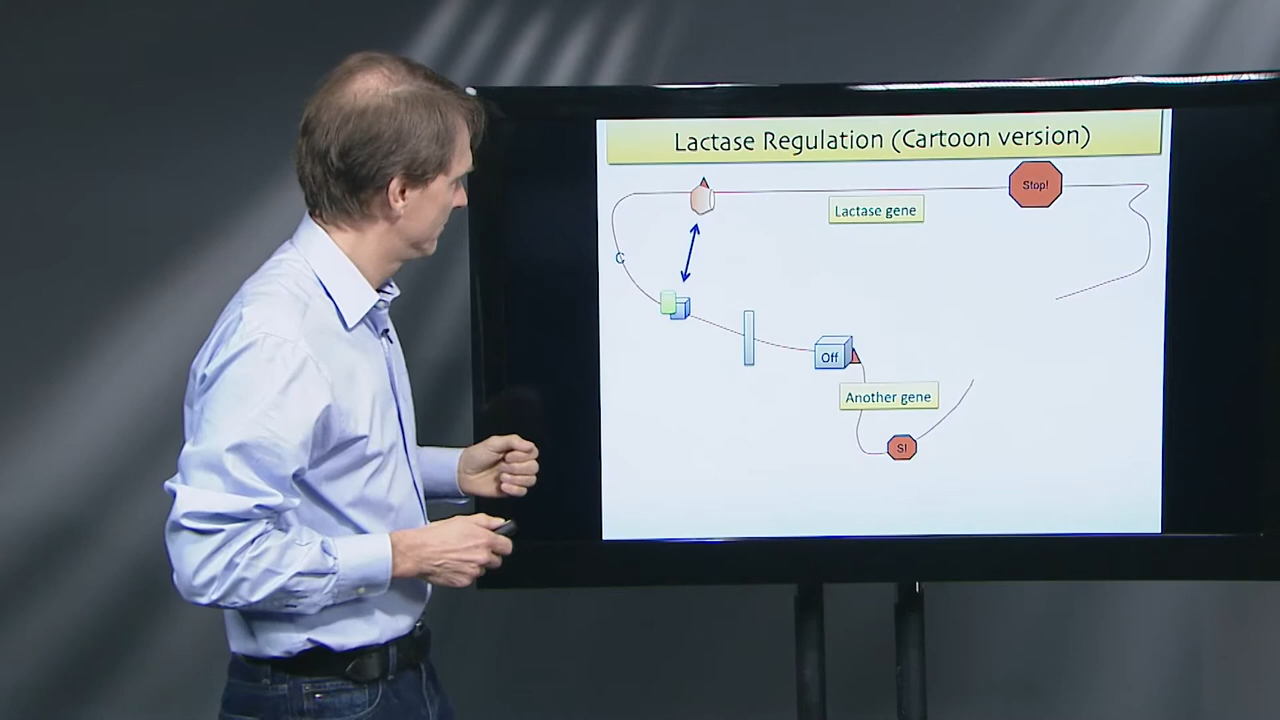 Lactase Regulation (Cartoon version)
Stop!
Lactase gene
C
Off
Another gene
S!